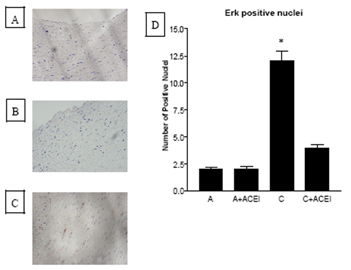 A
B
C
D
Erk positive nuclei
Number of Positive Nuclei
15.0
12.5
10.0
7.5
5.0
2.5
0.0
*
A
A+ACEI
C
C+ACEI